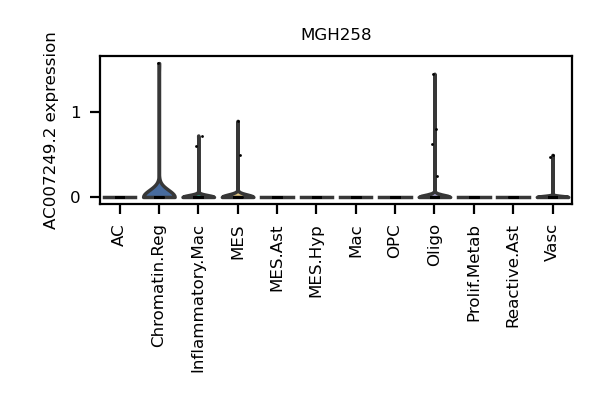 MGH258
AC007249.2 expression
1
0
AC
Chromatin.Reg
Inflammatory.Mac
MES
MES.Ast
MES.Hyp
Mac
OPC
Oligo
Prolif.Metab
Reactive.Ast
Vasc